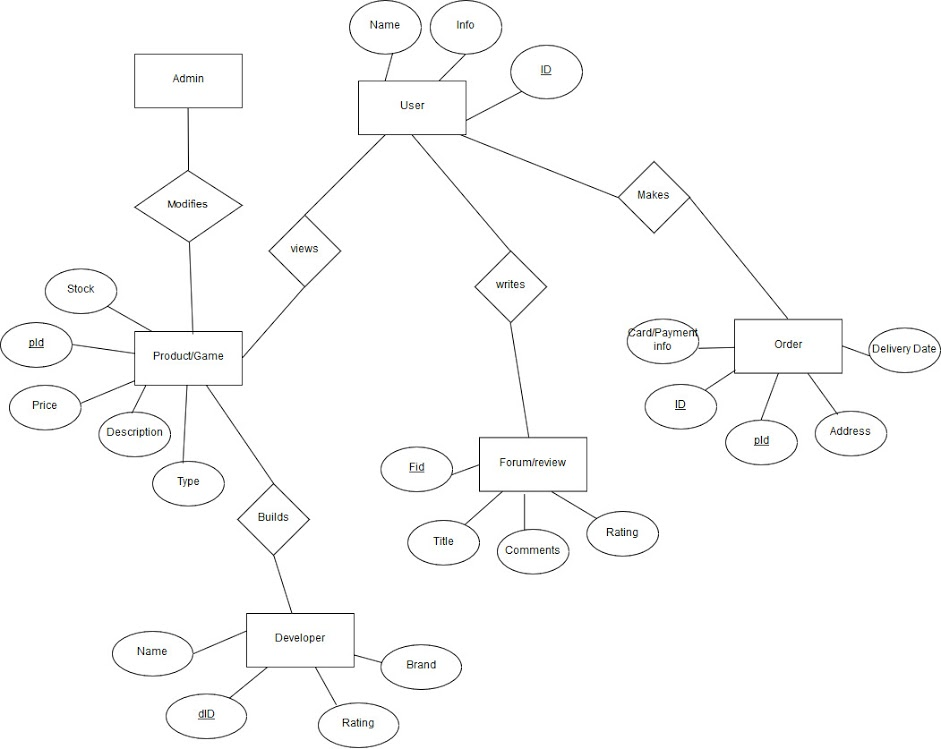 Name
Info
ID
Admin
User
Modifies
views
Makes
writes
Stock
pId
Price
Description
Type
Product/Game
Card/Payment
info
Order
Delivery Date
ID
pId
Address
Forum/review
Fid
Title
Comments
Rating
Builds
Developer
Name
dID
Rating
Brand